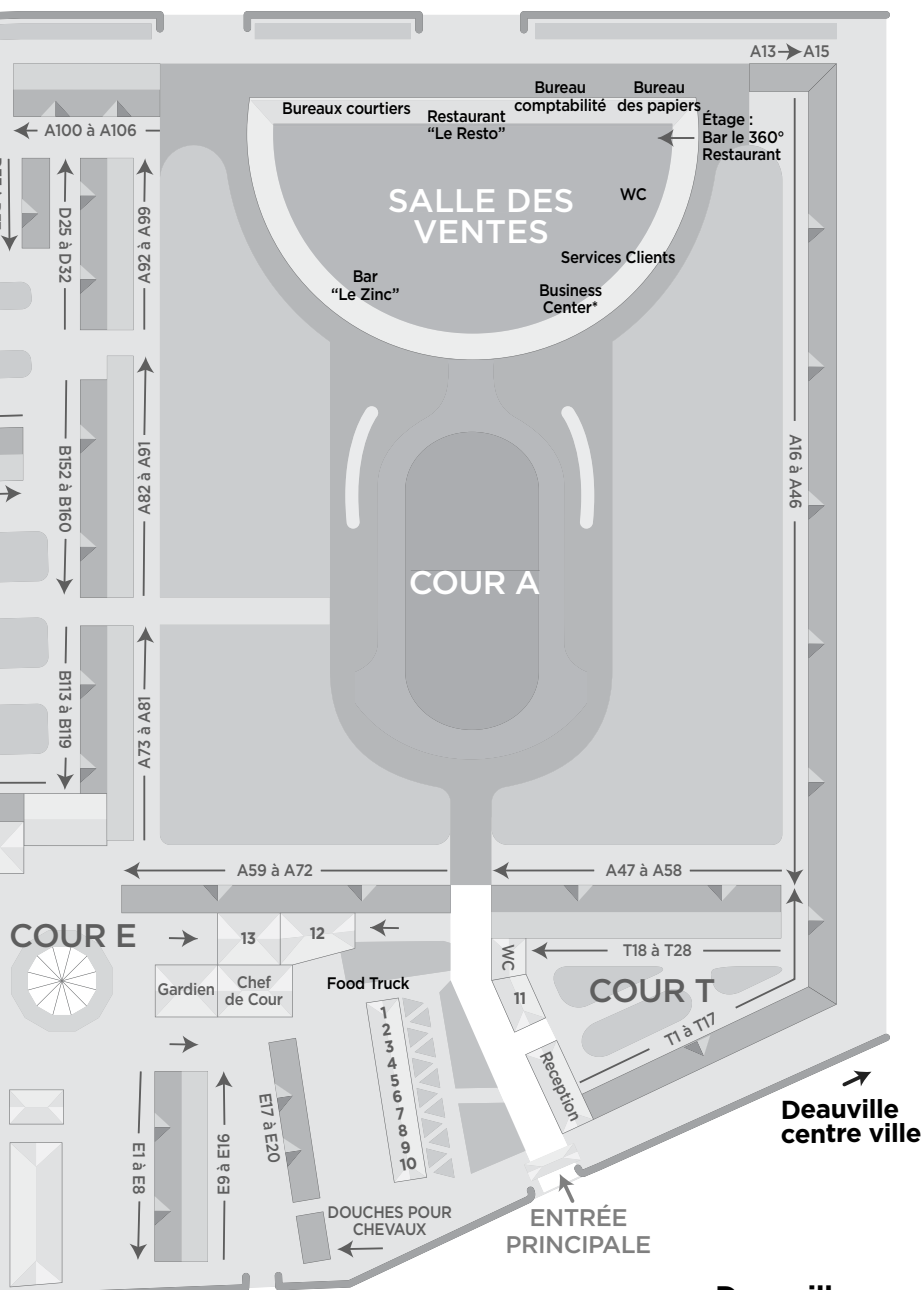 A13 A15
Bureaux courtiers
Restaurant
“Le Resto”
Bureau
comptabilité
Bureau
des papiers
Étage :
Bar le 360°
Restaurant
A100 à A106
SALLE DES
VENTES
WC
Services Clients
Business
Center*
Bar
“Le Zinc”
D25 à D32
A92 à A99
B152 à B160
A82 à A91
A16 à A46
COUR A
B113 à B119
A73 à A81
A59 à A72
A47 à A58
COUR E
13
12
WC
T18 à T28
Gardien
Chef
de Cour
Food Truck
11
COUR T
T1 à T17
1
2
3
4
5
6
7
8
9
10
Reception
E1 à E8
E9 à E16
E17 à E20
Deauville
centre ville
DOUCHES POUR
CHEVAUX
ENTRÉE
PRINCIPALE